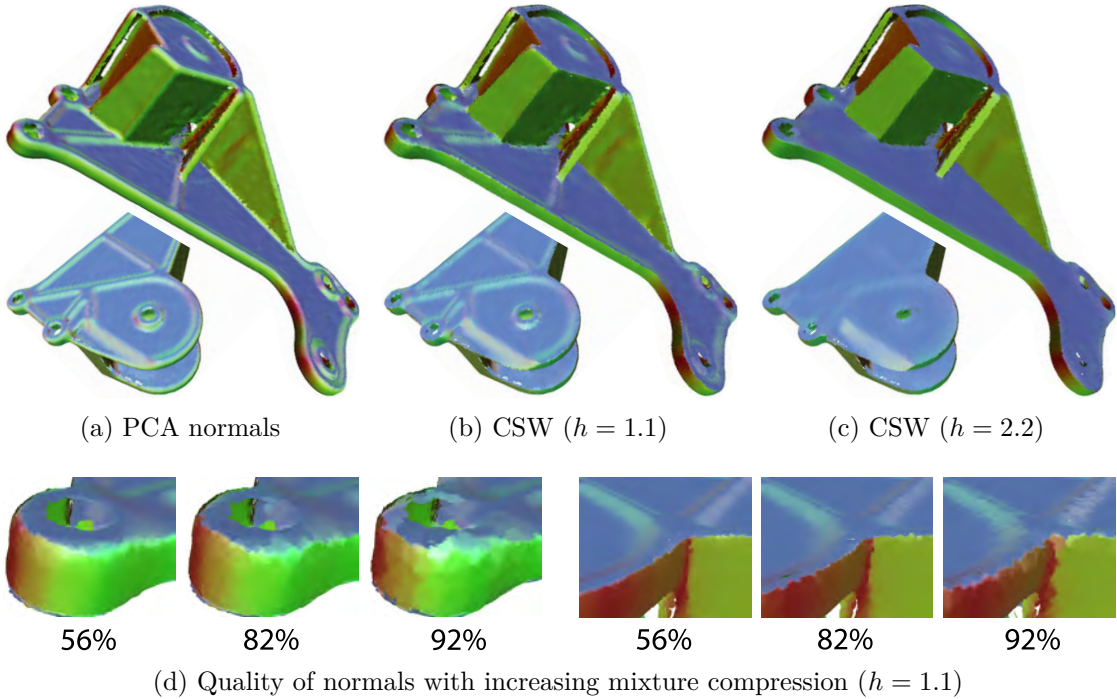 (a) PCA normals
(b) CSW (h = 1.1)
(c) CSW (h = 2.2)
56%
82%
92%
56%
82%
92%
(d) Quality of normals with increasing mixture compression (h = 1.1)